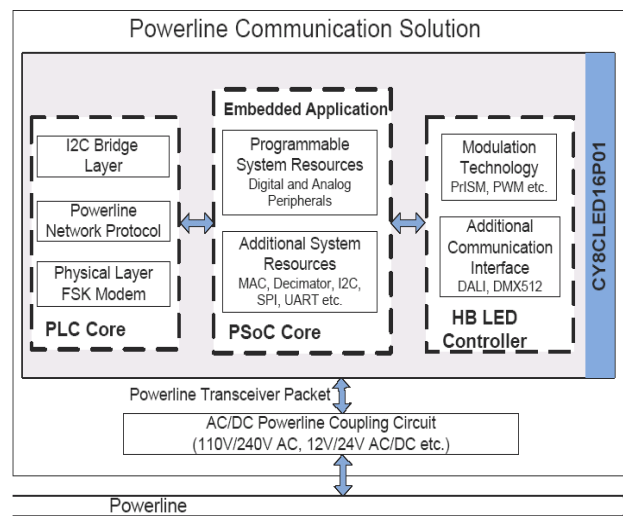 Powerline Communication Solution
I2C Bridge
Layer
Powerline
Network Protocol
Physical Layer
FSK Modem
PLC Core
Embedded Application
Programmable
System Resources
Digital and Analog
Peripherals
Additional System
Resources
MAC, Decimator, I2C,
SPI, UART etc.
PSoC Core
Modulation
Technology
PrISM, PWM etc.
Additional
Communication
Interface
DALI, DMX512
HB LED
Controller
CY8CLED16P01
Powerline Transceiver Packet
AC/DC Powerline Coupling Circuit
(110V/240V AC, 12V/24V AC/DC etc.)
Powerline